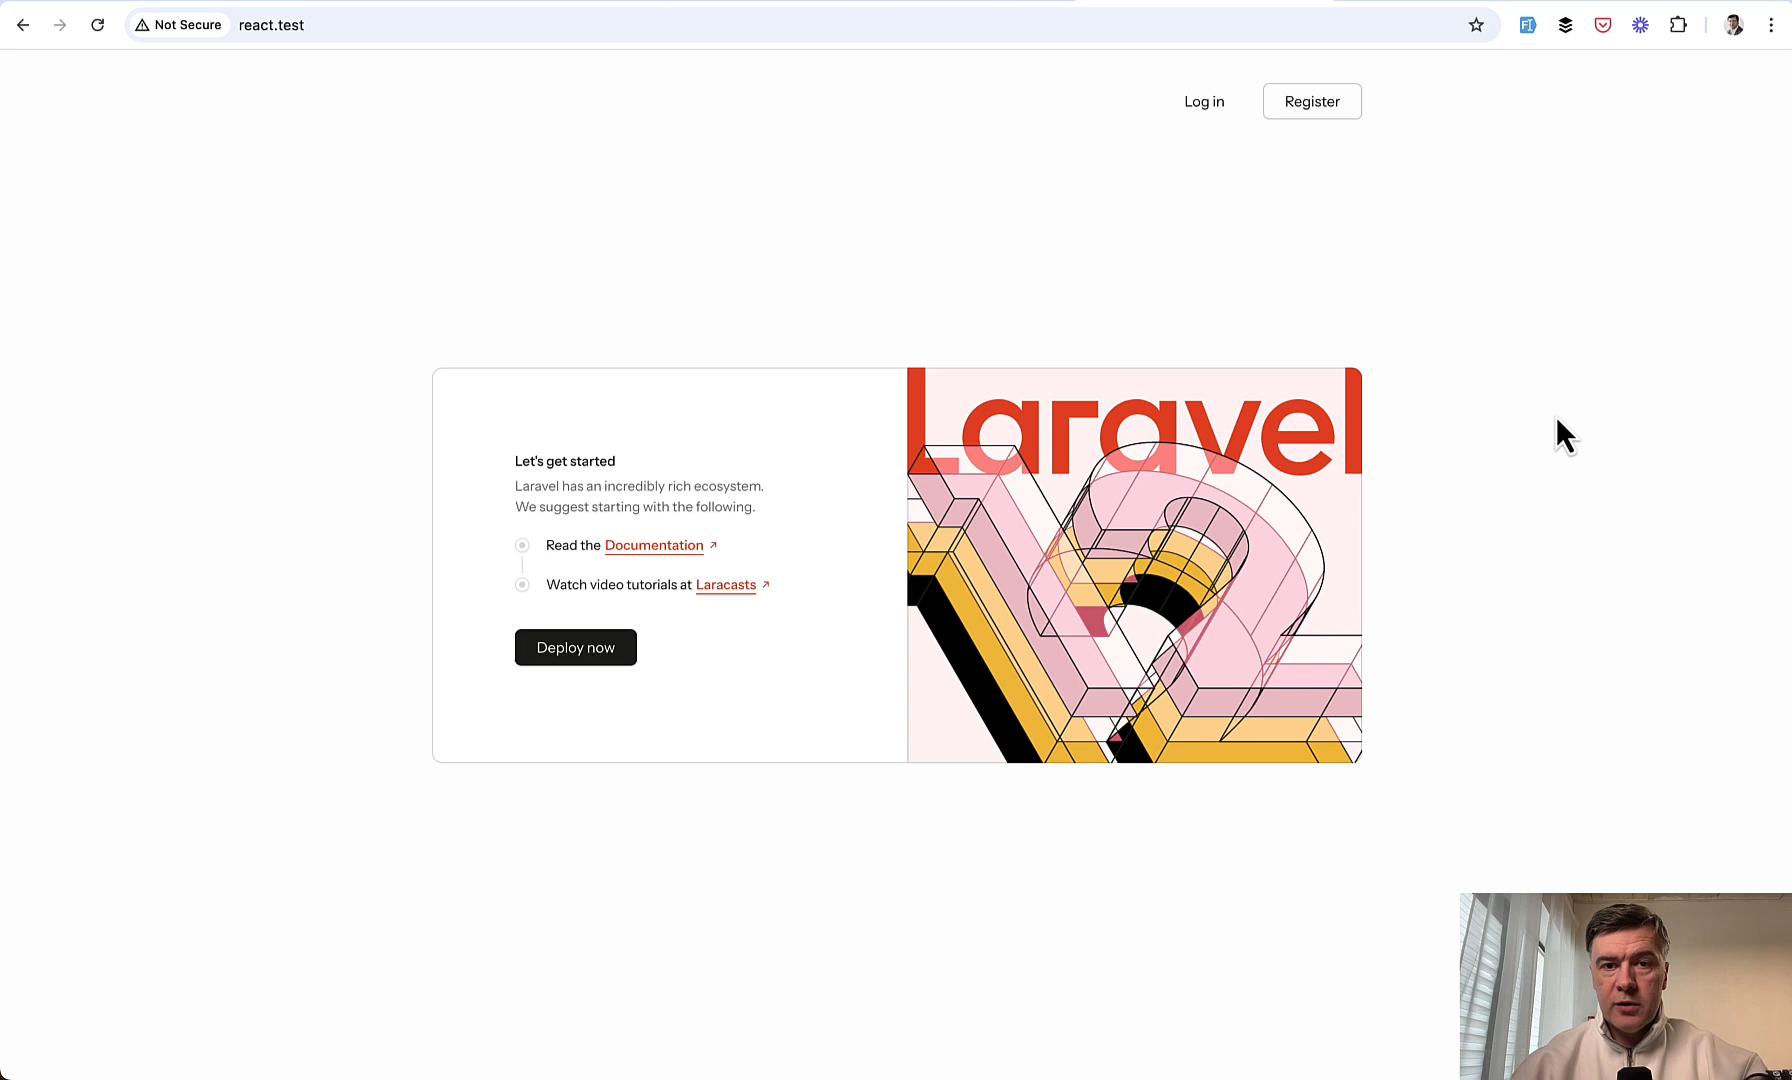 Not Secure
react.test
Log in
Register
Let's get started
Laravel has an incredibly rich ecosystem.
We suggest starting with the following.
Read the Documentation
Watch video tutorials at Laracasts
Deploy now
Laravel